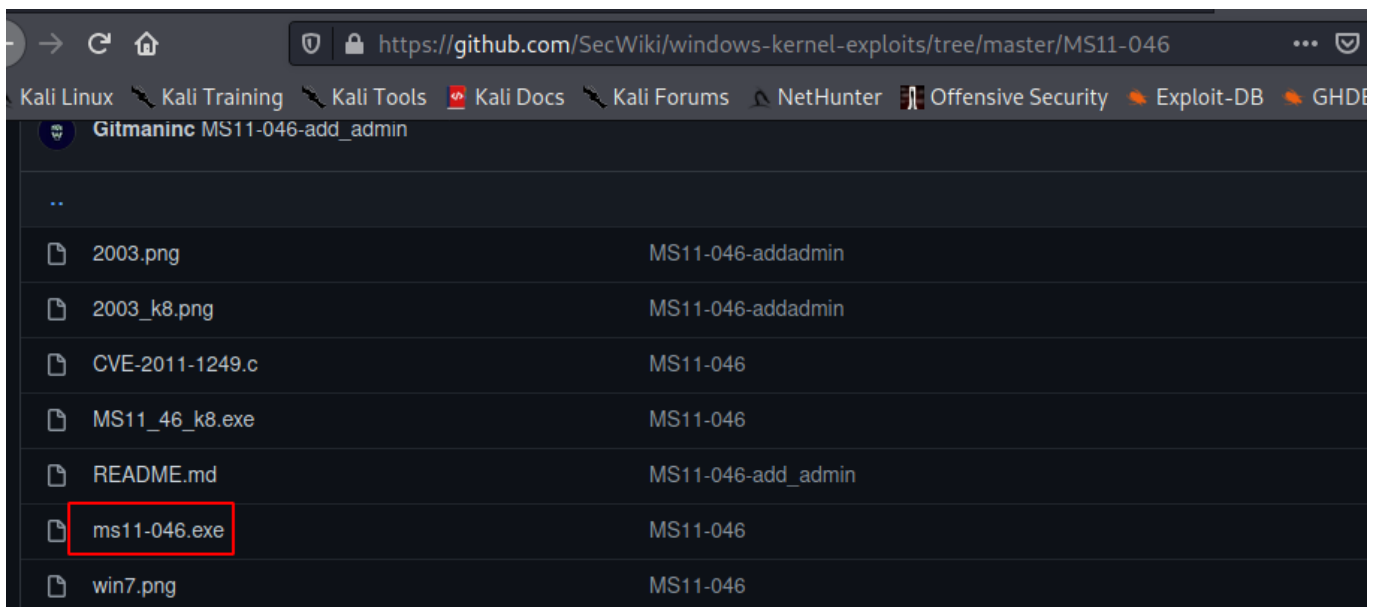 https://github.com/SecWiki/windows-kernel-exploits/tree/master/MS11-046
Kali Linux Kali Training Kali Tools Kali Docs Kali Forums NetHunter Offensive Security Exploit-DB GHDB
Gitmaninc MS11-046-add_admin
..
2003.png MS11-046-addadmin
2003_k8.png MS11-046-addadmin
CVE-2011-1249.c MS11-046
MS11_46_k8.exe MS11-046
README.md MS11-046-add_admin
ms11-046.exe MS11-046
win7.png MS11-046